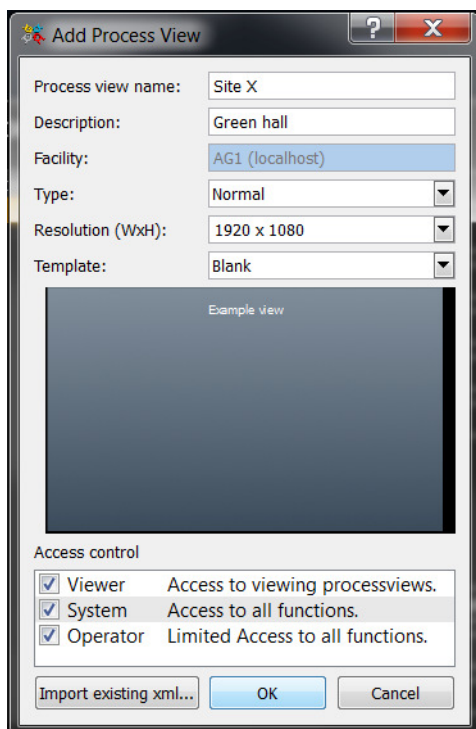 Add Process View
?
X
Process view name: Site X
Description: Green hall
Facility: AG1 (localhost)
Type: Normal
Resolution (WxH): 1920 x 1080
Template: Blank
Example view
Access control
Viewer Access to viewing processviews.
System Access to all functions.
Operator Limited Access to all functions.
Import existing xml... OK Cancel